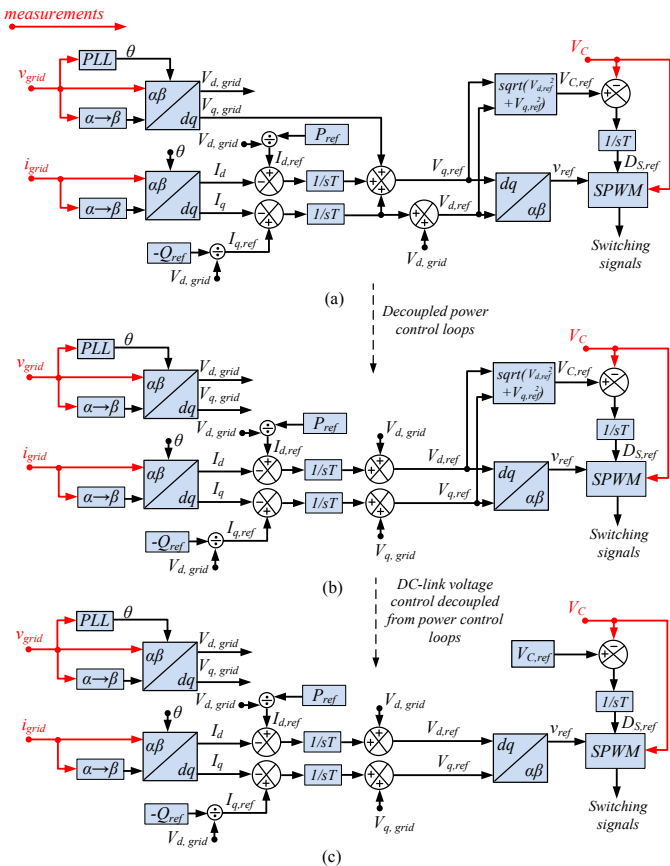 measurements
PLL
θ
v_grid
αβ
dq
α→β
V_d, grid
V_q, grid
i_grid
θ
αβ
dq
α→β
V_d, grid
÷
P_ref
I_d,ref
I_d
I_q
+
−
1/sT
+
+
+
−
+
1/sT
+
+
-Q_ref
÷
I_q,ref
V_d, grid
V_q,ref
V_d,ref
V_d, grid
sqrt(V_d,ref^2
+V_q,ref^2)
V_C,ref
V_C
+
−
1/sT
D_S,ref
dq
αβ
v_ref
SPWM
Switching
signals
(a)
Decoupled power
control loops
PLL
θ
v_grid
αβ
dq
α→β
V_d, grid
V_q, grid
i_grid
θ
αβ
dq
α→β
V_d, grid
÷
P_ref
I_d,ref
I_d
I_q
+
−
1/sT
+
+
−
+
1/sT
+
+
-Q_ref
÷
I_q,ref
V_d, grid
V_d, grid
V_q, grid
V_d,ref
V_q,ref
sqrt(V_d,ref^2
+V_q,ref^2)
V_C,ref
V_C
+
−
1/sT
D_S,ref
dq
αβ
v_ref
SPWM
Switching
signals
(b)
DC-link voltage
control decoupled
from power control
loops
PLL
θ
v_grid
αβ
dq
α→β
V_d, grid
V_q, grid
i_grid
θ
αβ
dq
α→β
V_d, grid
÷
P_ref
I_d,ref
I_d
I_q
+
−
1/sT
+
+
−
+
1/sT
+
+
-Q_ref
÷
I_q,ref
V_d, grid
V_d, grid
V_q, grid
V_d,ref
V_q,ref
V_C,ref
V_C
+
−
1/sT
D_S,ref
dq
αβ
v_ref
SPWM
Switching
signals
(c)